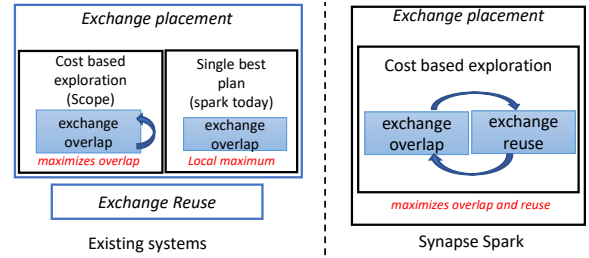 Exchange placement
Cost based
exploration
(Scope)
exchange
overlap
maximizes overlap
Single best
plan
(spark today)
exchange
overlap
Local maximum
Exchange Reuse
Existing systems
Exchange placement
Cost based exploration
exchange
overlap
exchange
reuse
maximizes overlap and reuse
Synapse Spark